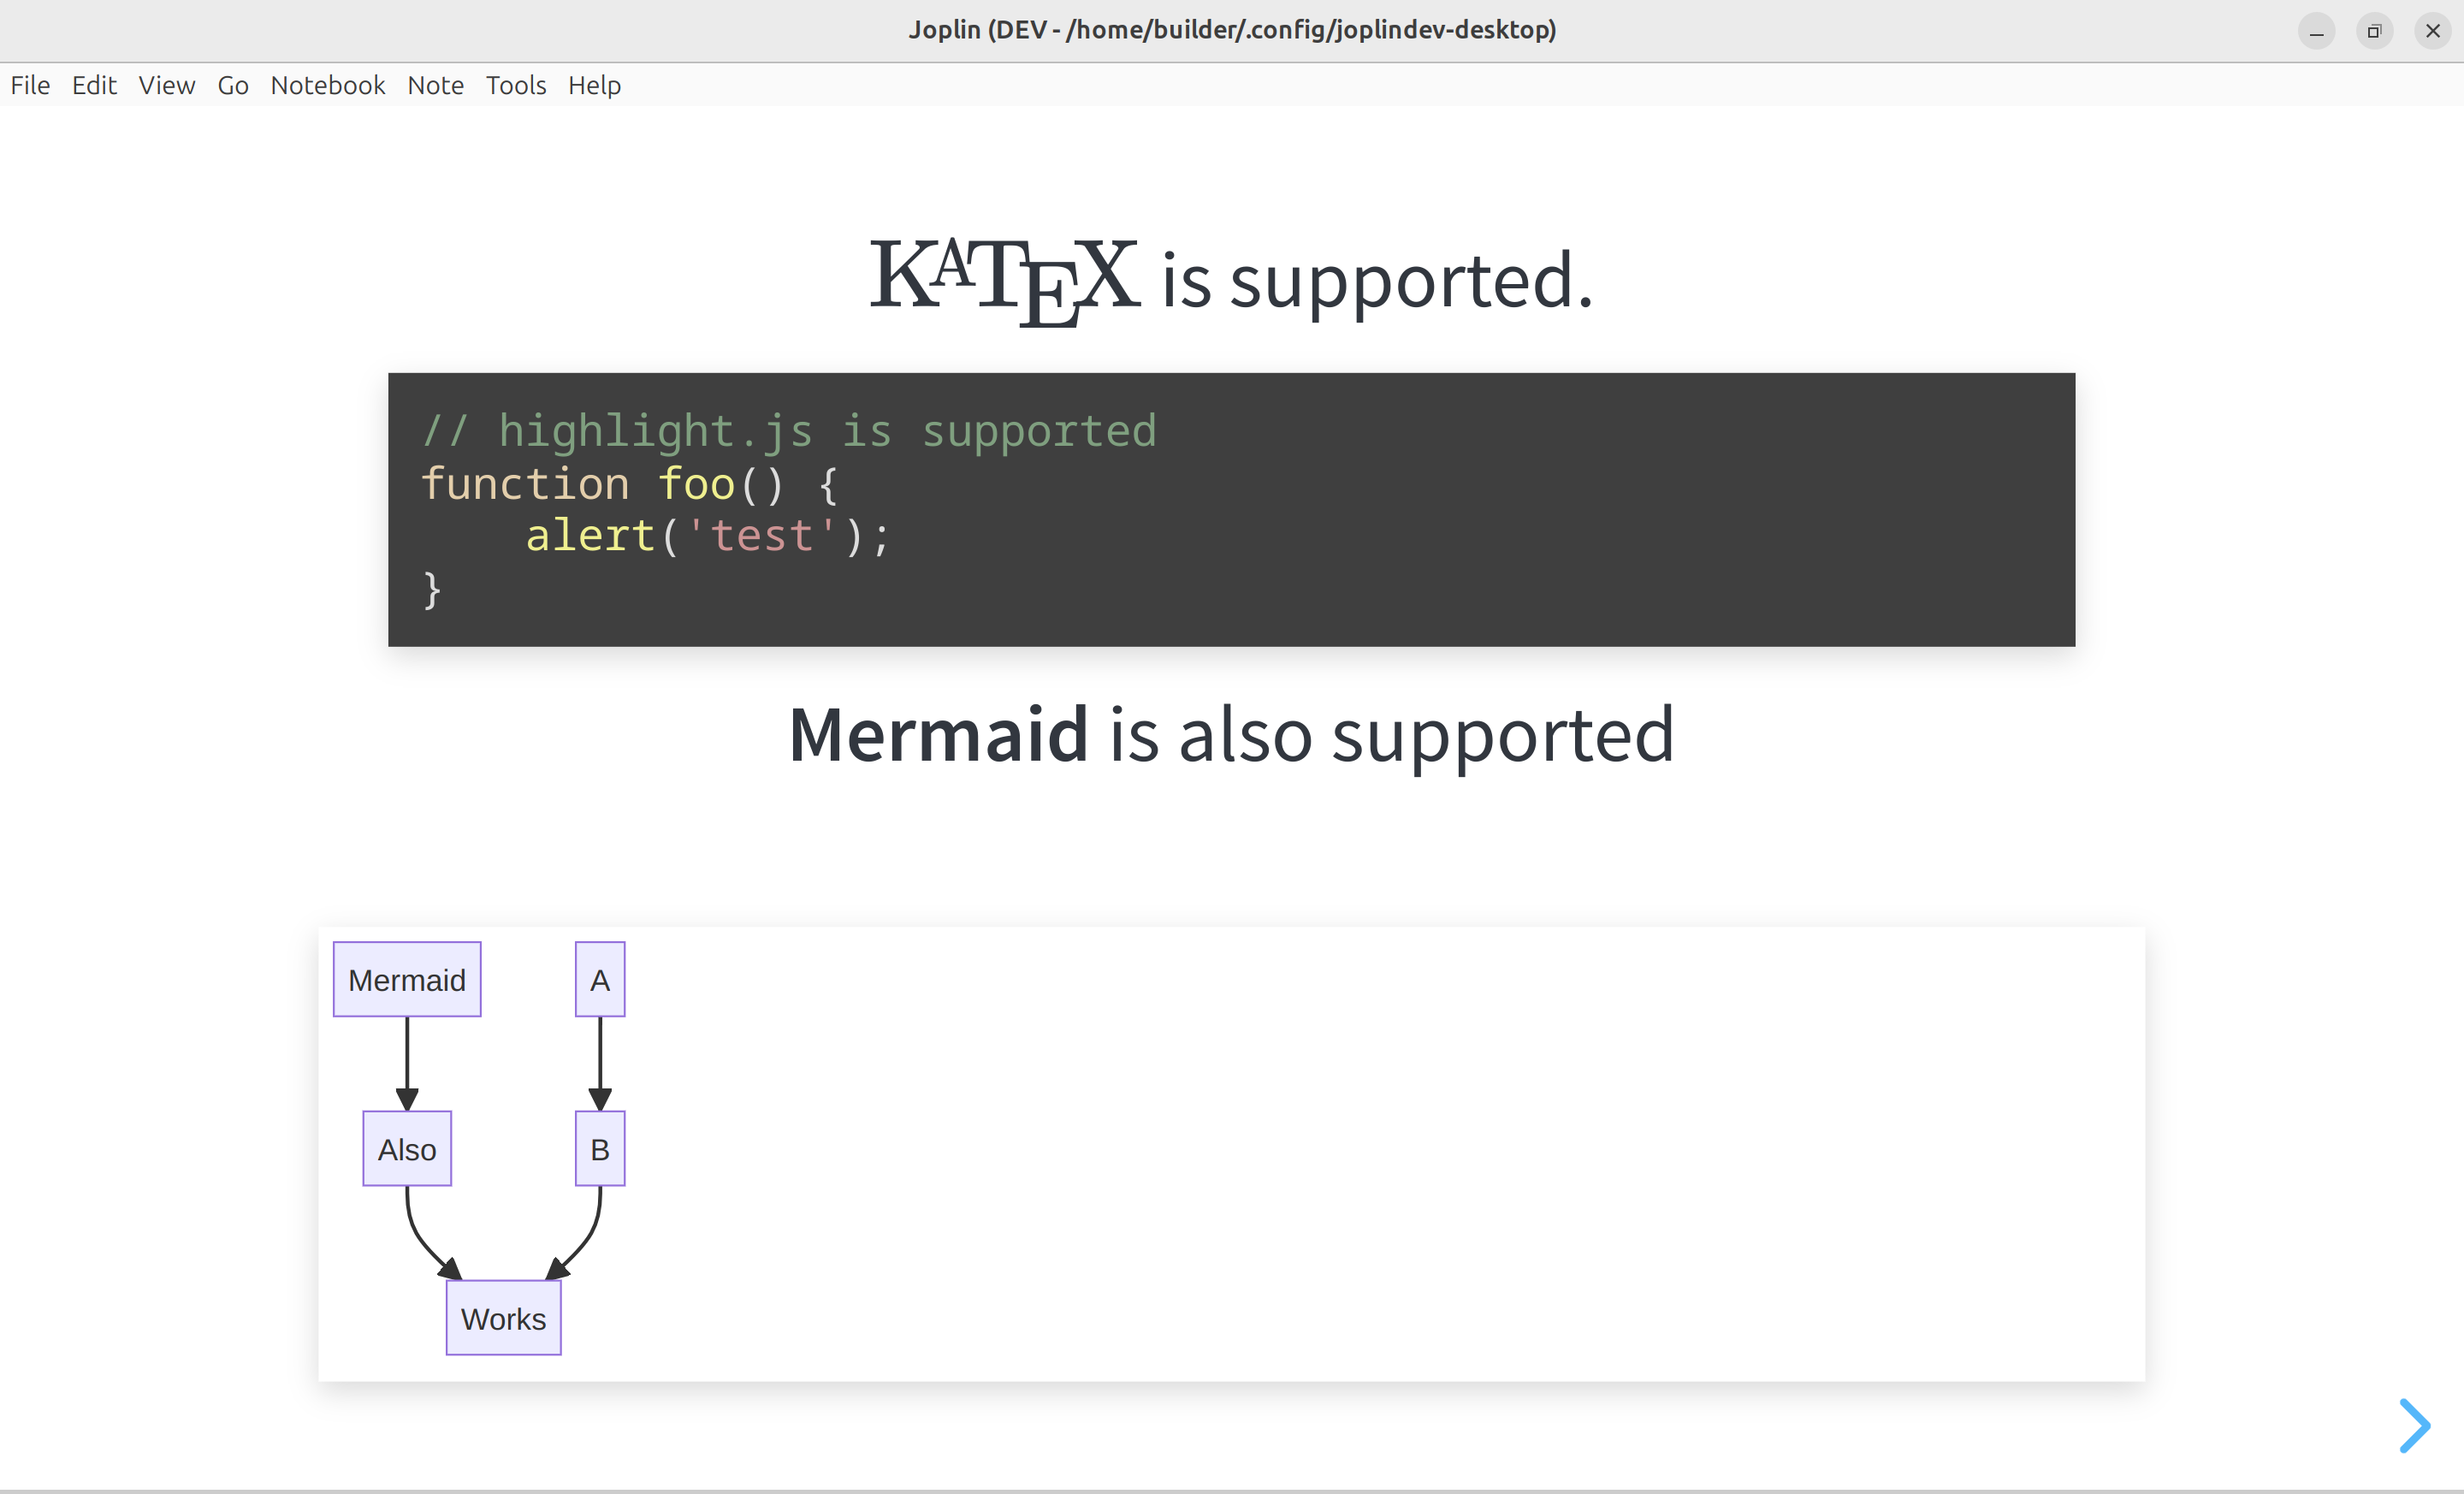 Joplin (DEV - /home/builder/.config/joplindev-desktop)
File Edit View Go Notebook Note Tools Help
KATEX is supported.
// highlight.js is supported
function foo() {
    alert('test');
}
Mermaid is also supported
Mermaid A
Also B
Works